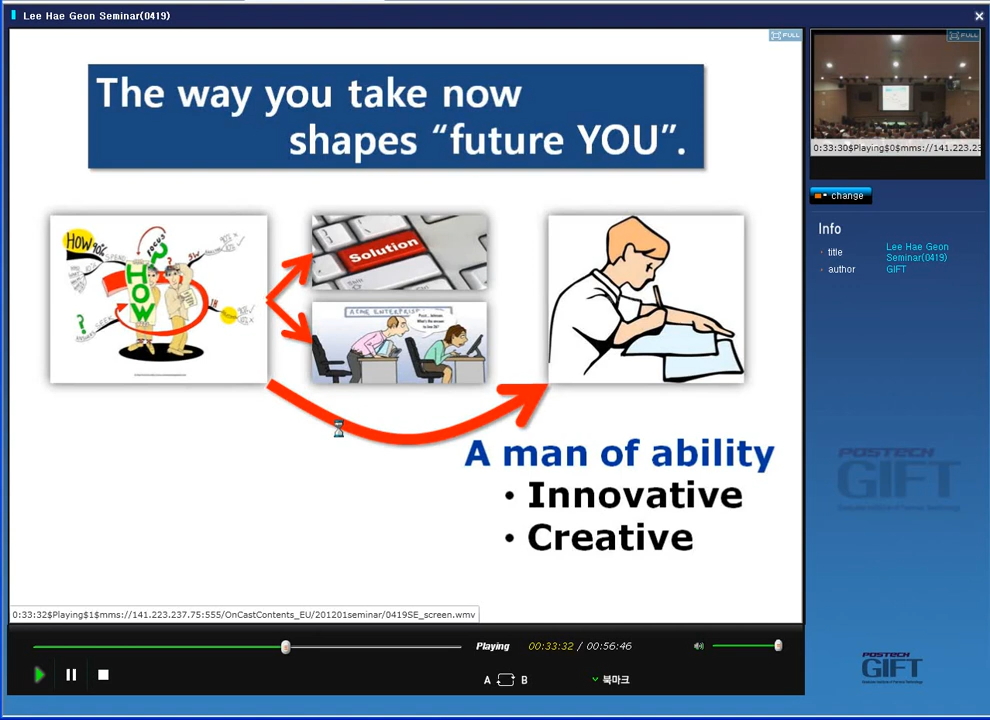 Lee Hae Geon Seminar(0419)
FULL
The way you take now
shapes “future YOU”.
HOW
FOCUS
HOW
Solution
ACME ENTERPRISE
A man of ability
• Innovative
• Creative
0:33:32$Playing$1$mms://141.223.237.75:555/OnCastContents_EU/201201seminar/0419SE_screen.wmv
Playing 00:33:32 / 00:56:46
A B
북마크
FULL
0:33:30$Playing$0$mms://141.223.23
change
Info
title Lee Hae Geon
Seminar(0419)
author GIFT
POSTECH
GIFT
POSTECH
GIFT